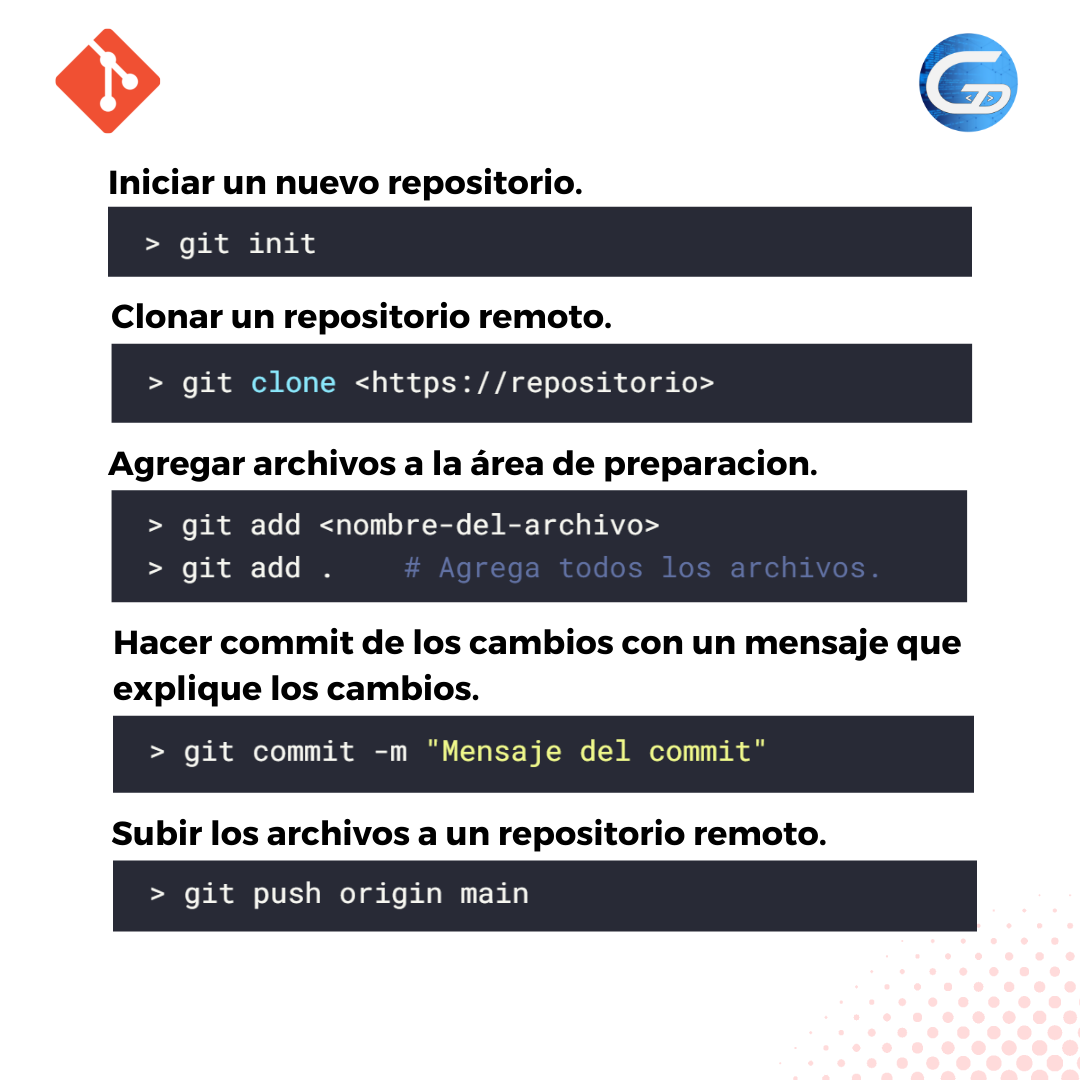 Iniciar un nuevo repositorio.
> git init
Clonar un repositorio remoto.
> git clone <https://repositorio>
Agregar archivos a la área de preparacion.
> git add <nombre-del-archivo>
> git add .    # Agrega todos los archivos.
Hacer commit de los cambios con un mensaje que
explique los cambios.
> git commit -m "Mensaje del commit"
Subir los archivos a un repositorio remoto.
> git push origin main